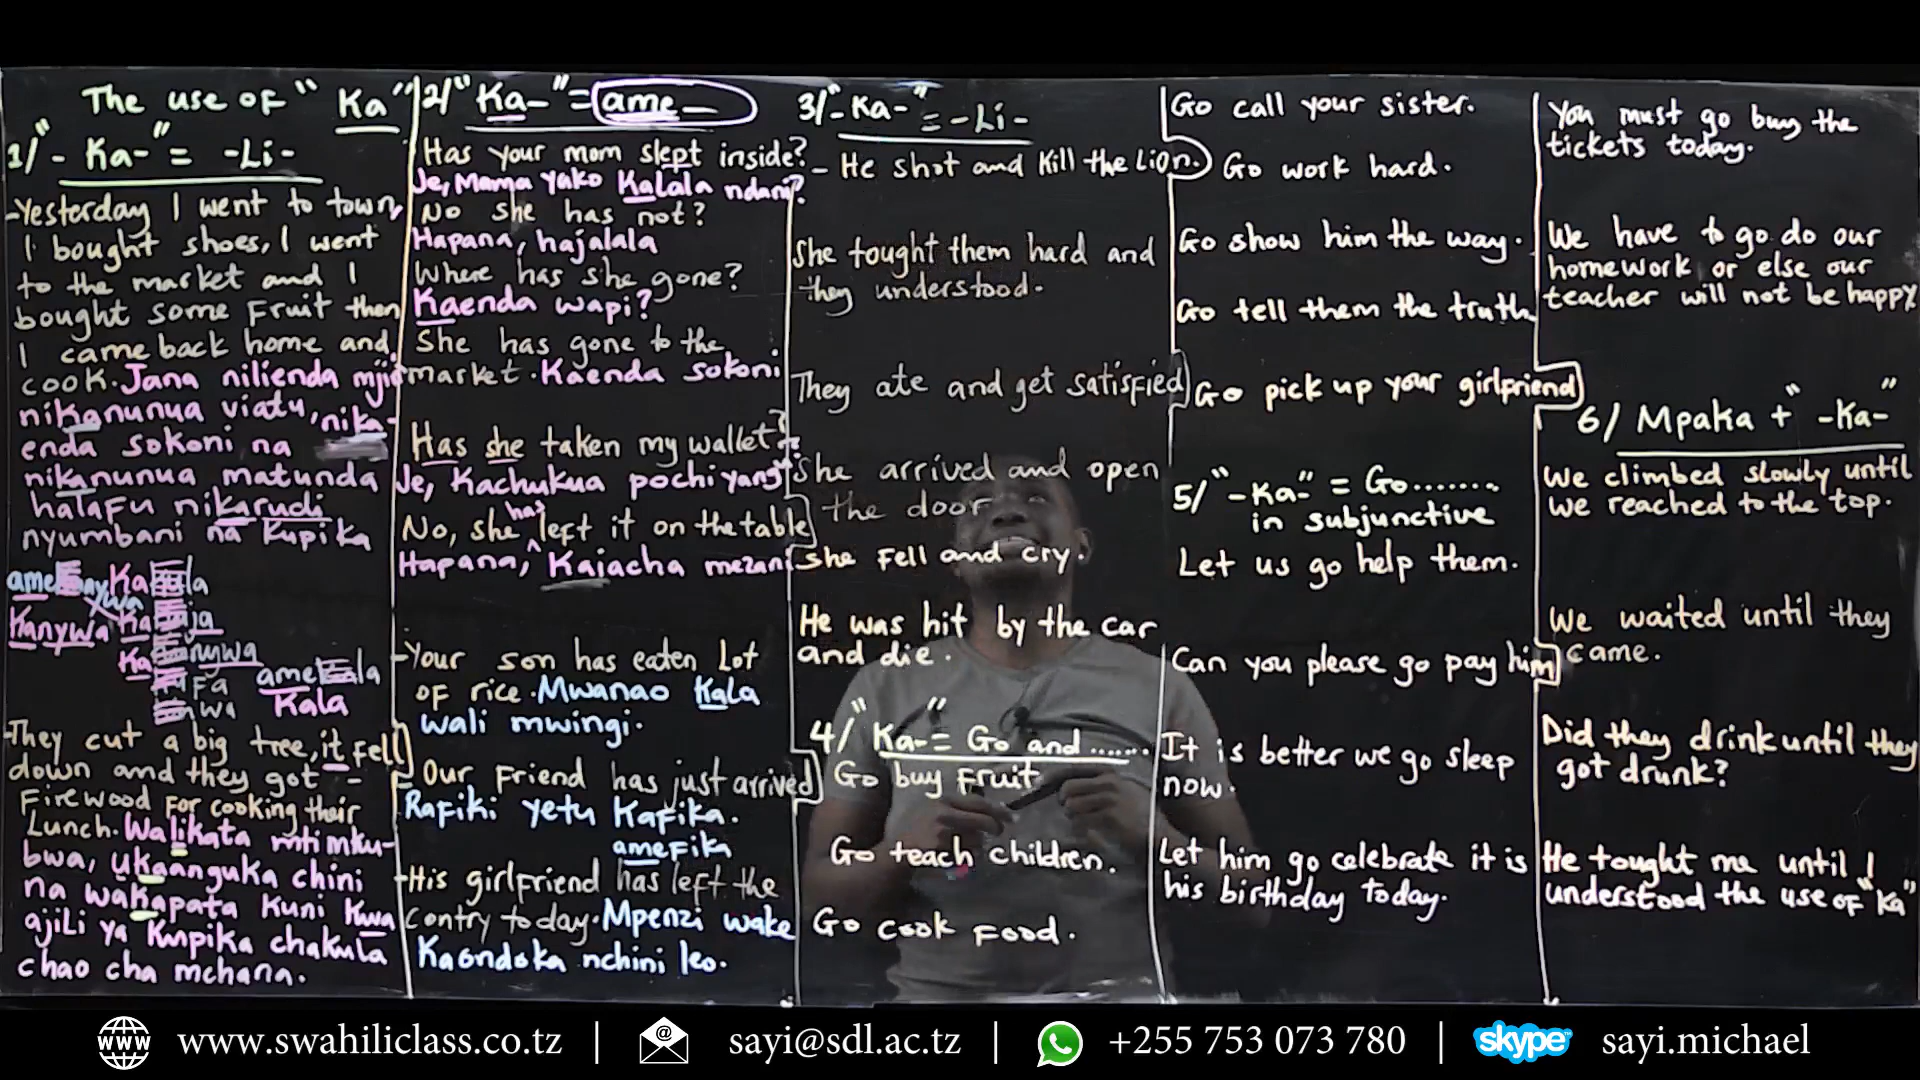 The use of "Ka"
1/ "-Ka-" = -Li-
-Yesterday I went to town,
I bought shoes, I went
to the market and I
bought some Fruit then
I came back home and
cook. Jana nilienda mjini
nikanunua viatu, nika-
enda sokoni na
nikanunua matunda
halafu nikarudi
nyumbani na Kupika
Kanywa
ameLala
Kala
-They cut a big tree, it fell
down and they got -
Firewood For cooking their
Lunch. Walikata mti mku-
bwa, ukaanguka chini
na wakapata kuni Kwa
ajili ya Kupika chakula
chao cha mchana.
2/ "Ka-" = ame-
Has your mom slept inside?
Je, Mama yako Kalala ndani?
No she has not?
Hapana, hajalala
Where has she gone?
Kaenda wapi?
She has gone to the
market. Kaenda sokoni
Has she taken my wallet?
Je, Kachukua pochi yangu?
No, she has left it on the table
Hapana, Kaiacha mezani
-Your son has eaten Lot
of rice. Mwanao Kala
wali mwingi.
- Our Friend has just arrived
Rafiki yetu Kafika.
amefika
-His girlfriend has left the
contry today. Mpenzi wake
Kaondoka nchini leo.
3/ "-Ka-" = -Li-
- He shot and Kill the Lion.
She tought them hard and
they understood.
They ate and get satisfied
She arrived and open
the door
She Fell and cry.
He was hit by the car
and die.
4/ "Ka- " = Go and .......
Go buy Fruit
Go teach children.
Go cook Food.
Go call your sister.
Go work hard.
Go show him the way.
Go tell them the truth.
Go pick up your girlfriend
5/ "-Ka-" = Go........
in subjunctive
Let us go help them.
Can you please go pay him
It is better we go sleep
now.
Let him go celebrate it is
his birthday today.
You must go buy the
tickets today.
We have to go do our
homework or else our
teacher will not be happy
6/ Mpaka + "-Ka-"
We climbed slowly until
we reached to the top.
We waited until they
came.
Did they drink until they
got drunk?
He tought me until I
understood the use of "Ka"
www.swahiliclass.co.tz | sayi@sdl.ac.tz | +255 753 073 780 | skype sayi.michael